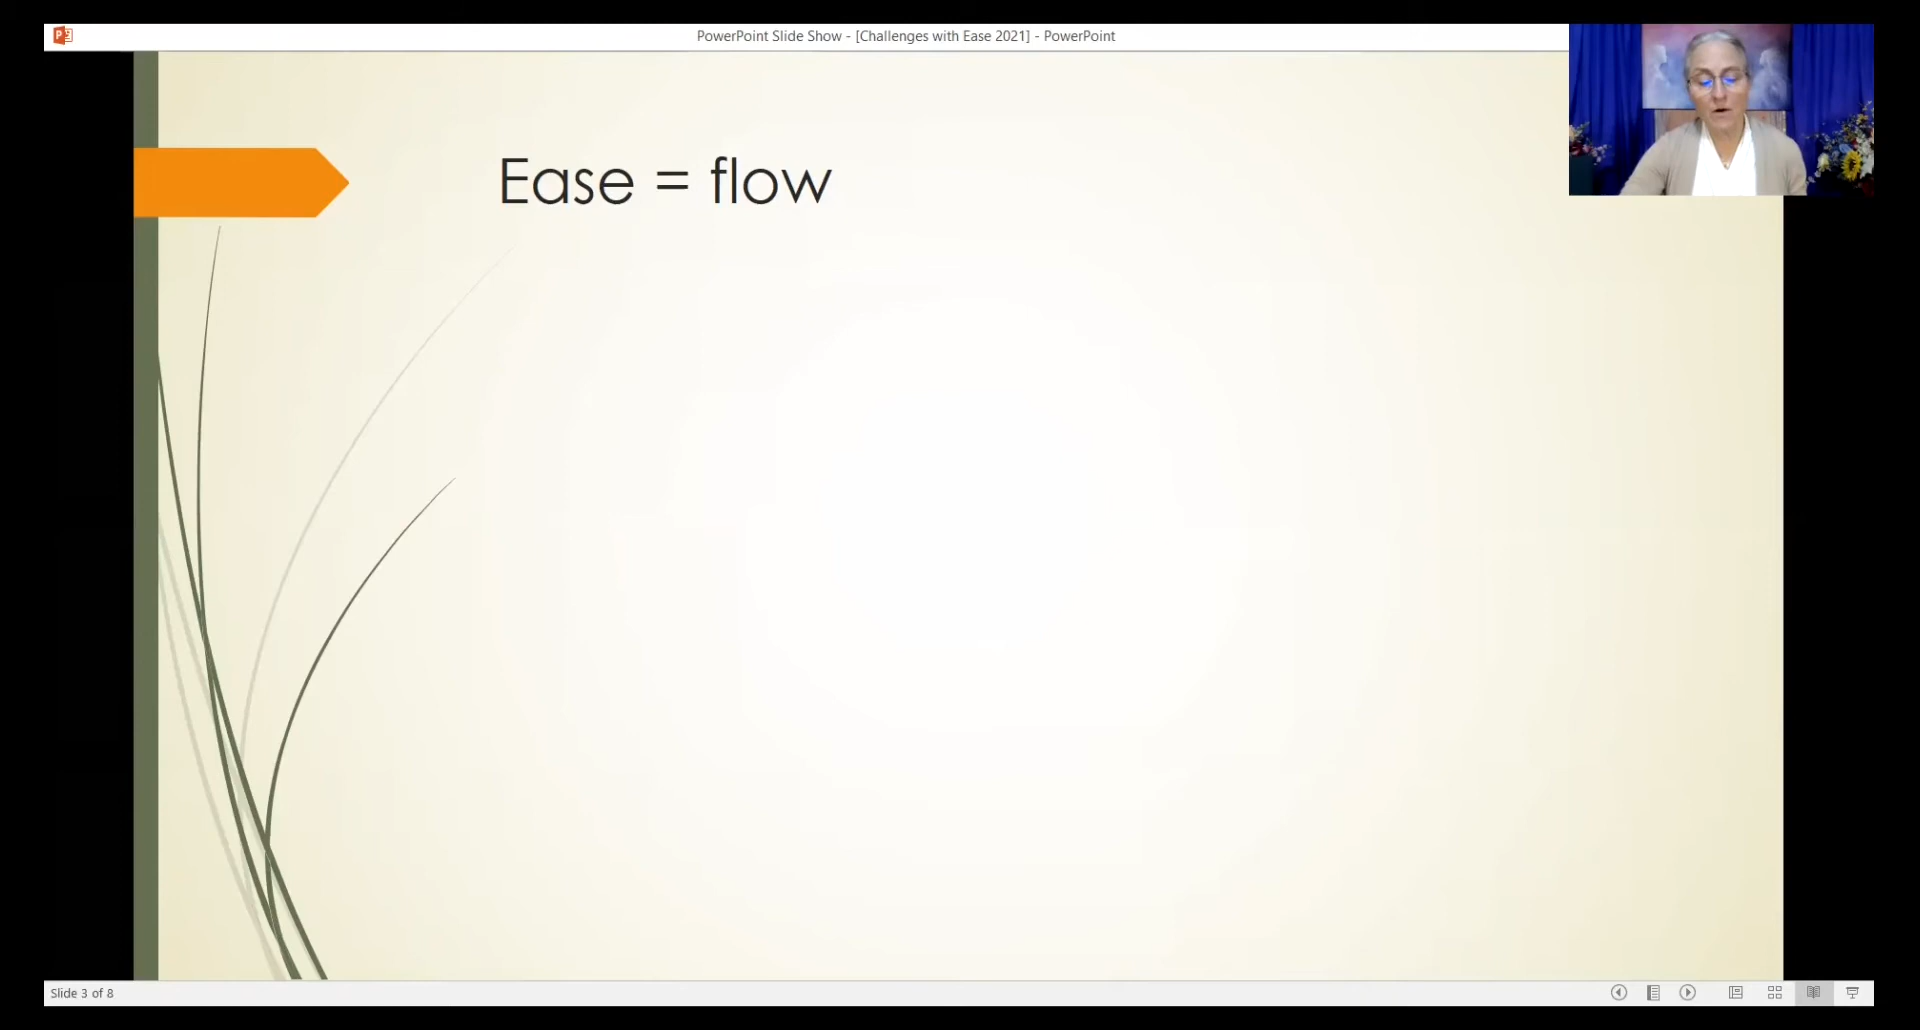 PowerPoint Slide Show - [Challenges with Ease 2021] - PowerPoint
Ease = flow
Slide 3 of 8